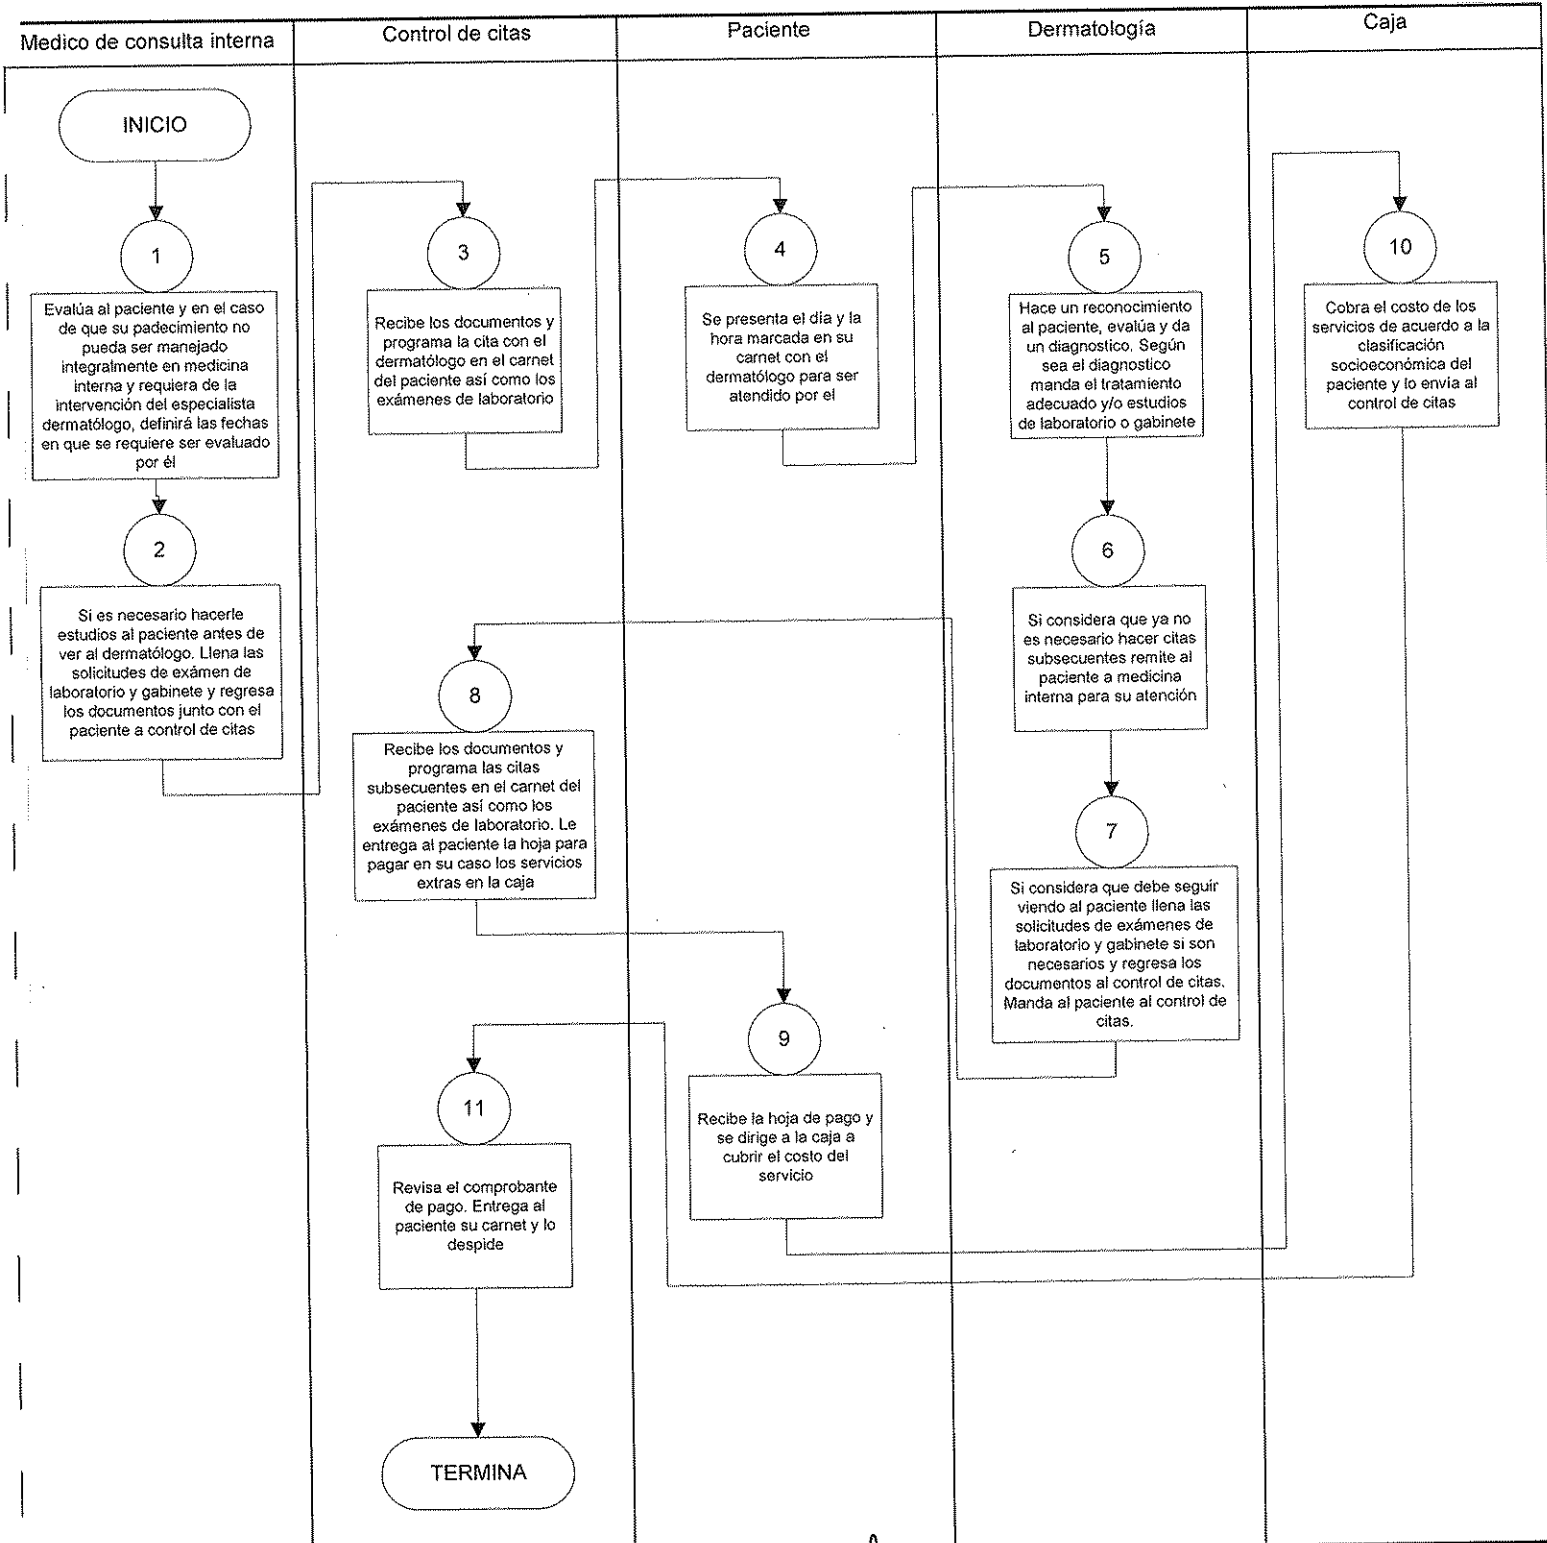 Medico de consulta interna
Control de citas
Paciente
Dermatología
Caja
INICIO
1
Evalúa al paciente y en el caso
de que su padecimiento no
pueda ser manejado
integralmente en medicina
interna y requiera de la
intervención del especialista
dermatólogo, definirá las fechas
en que se requiere ser evaluado
por él
2
Si es necesario hacerle
estudios al paciente antes de
ver al dermatólogo. Llena las
solicitudes de exámen de
laboratorio y gabinete y regresa
los documentos junto con el
paciente a control de citas
3
Recibe los documentos y
programa la cita con el
dermatólogo en el carnet
del paciente así como los
exámenes de laboratorio
4
Se presenta el día y la
hora marcada en su
carnet con el
dermatólogo para ser
atendido por el
5
Hace un reconocimiento
al paciente, evalúa y da
un diagnostico. Según
sea el diagnostico
manda el tratamiento
adecuado y/o estudios
de laboratorio o gabinete
6
Si considera que ya no
es necesario hacer citas
subsecuentes remite al
paciente a medicina
interna para su atención
7
Si considera que debe seguir
viendo al paciente llena las
solicitudes de exámenes de
laboratorio y gabinete si son
necesarios y regresa los
documentos al control de citas.
Manda al paciente al control de
citas.
8
Recibe los documentos y
programa las citas
subsecuentes en el carnet del
paciente así como los
exámenes de laboratorio. Le
entrega al paciente la hoja para
pagar en su caso los servicios
extras en la caja
9
Recibe la hoja de pago y
se dirige a la caja a
cubrir el costo del
servicio
10
Cobra el costo de los
servicios de acuerdo a la
clasificación
socioeconómica del
paciente y lo envía al
control de citas
11
Revisa el comprobante
de pago. Entrega al
paciente su carnet y lo
despide
TERMINA